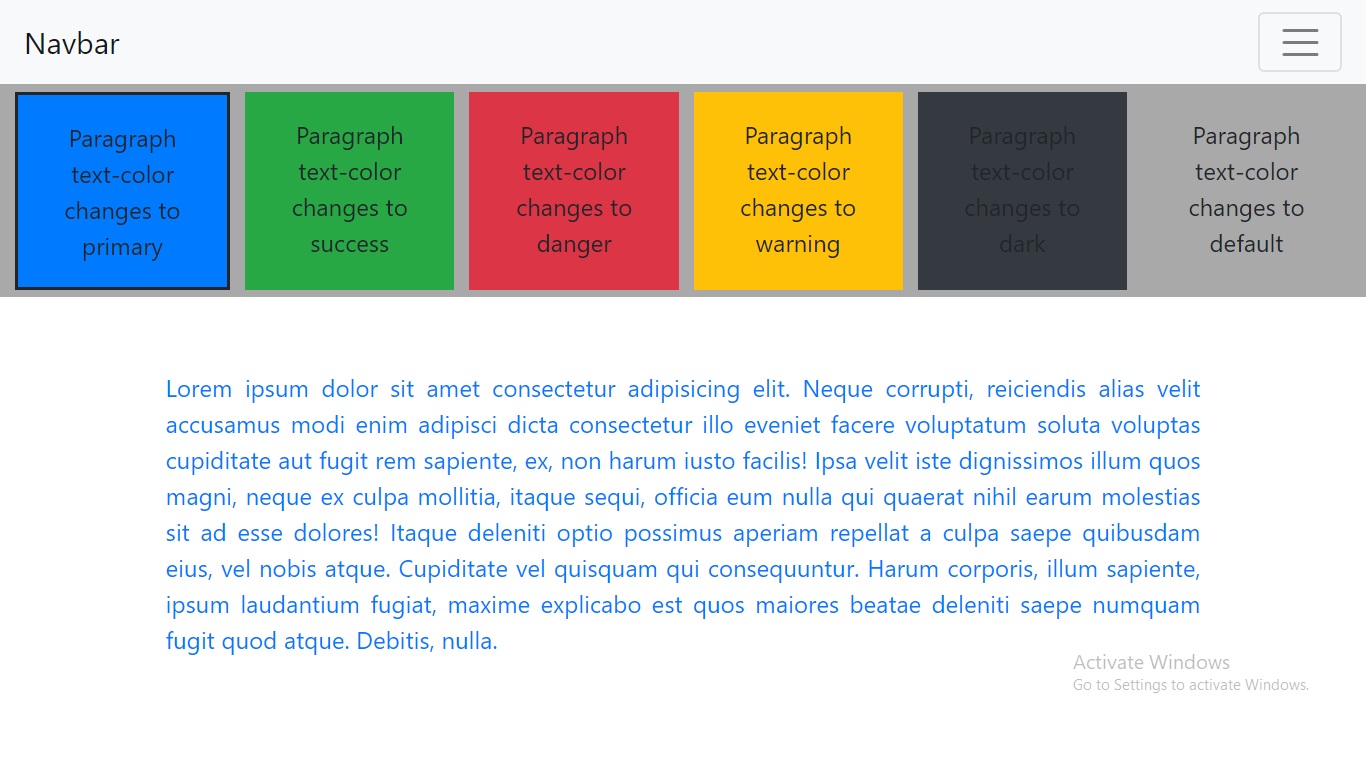 Navbar
Paragraph
text-color
changes to
primary
Paragraph
text-color
changes to
success
Paragraph
text-color
changes to
danger
Paragraph
text-color
changes to
warning
Paragraph
text-color
changes to
dark
Paragraph
text-color
changes to
default
Lorem ipsum dolor sit amet consectetur adipisicing elit. Neque corrupti, reiciendis alias velit
accusamus modi enim adipisci dicta consectetur illo eveniet facere voluptatum soluta voluptas
cupiditate aut fugit rem sapiente, ex, non harum iusto facilis! Ipsa velit iste dignissimos illum quos
magni, neque ex culpa mollitia, itaque sequi, officia eum nulla qui quaerat nihil earum molestias
sit ad esse dolores! Itaque deleniti optio possimus aperiam repellat a culpa saepe quibusdam
eius, vel nobis atque. Cupiditate vel quisquam qui consequuntur. Harum corporis, illum sapiente,
ipsum laudantium fugiat, maxime explicabo est quos maiores beatae deleniti saepe numquam
fugit quod atque. Debitis, nulla.
Activate Windows
Go to Settings to activate Windows.